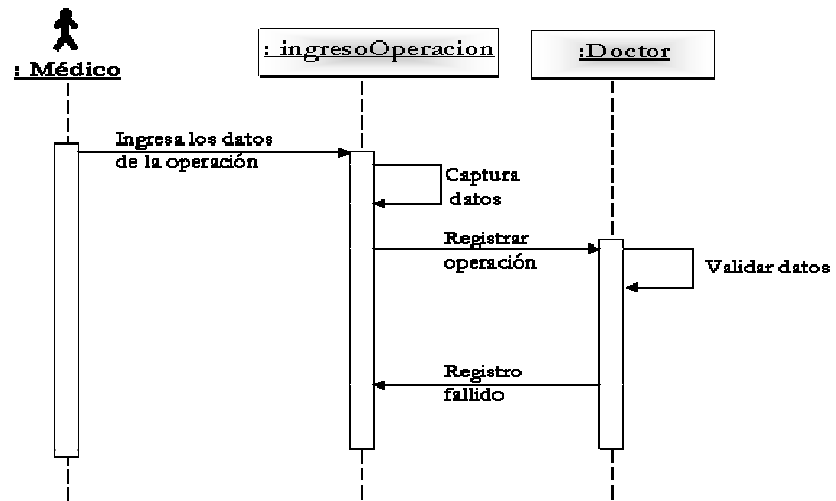 : Médico
: ingresoOperacion
:Doctor
Ingresa los datos
de la operación
Captura
datos
Registrar
operación
Validar datos
Registro
fallido